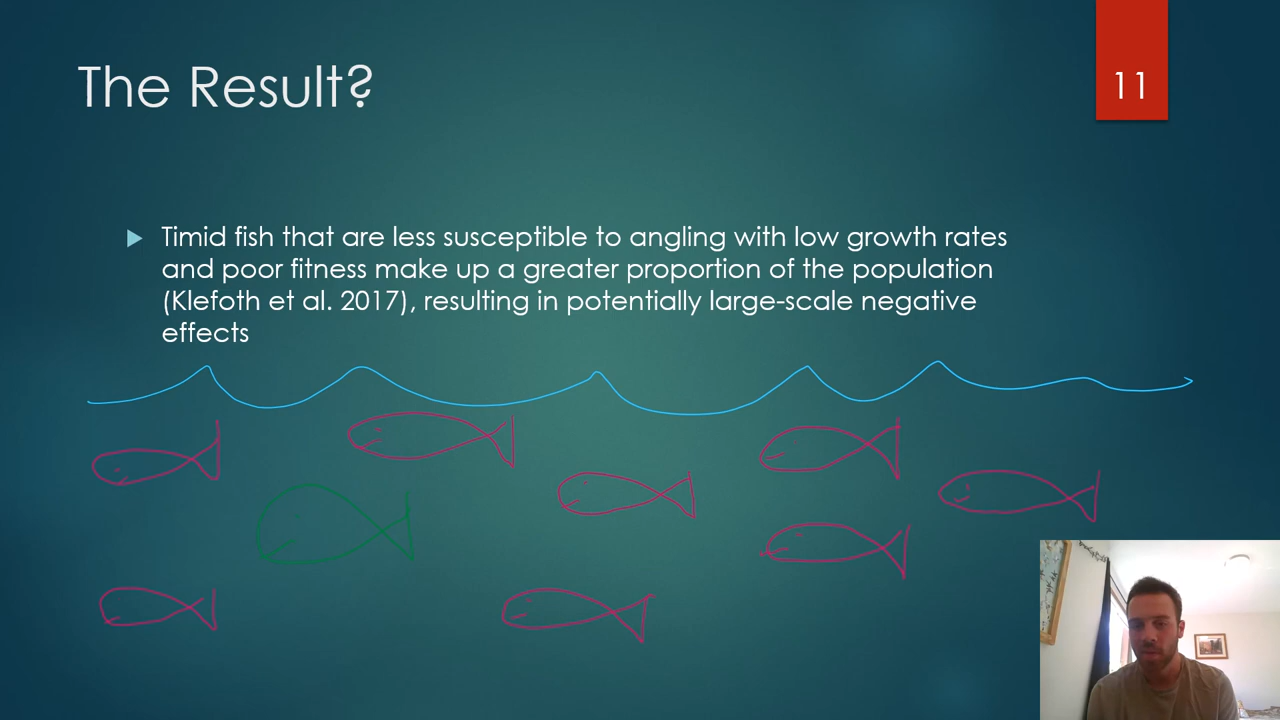 The Result?
11
Timid fish that are less susceptible to angling with low growth rates
and poor fitness make up a greater proportion of the population
(Klefoth et al. 2017), resulting in potentially large-scale negative
effects